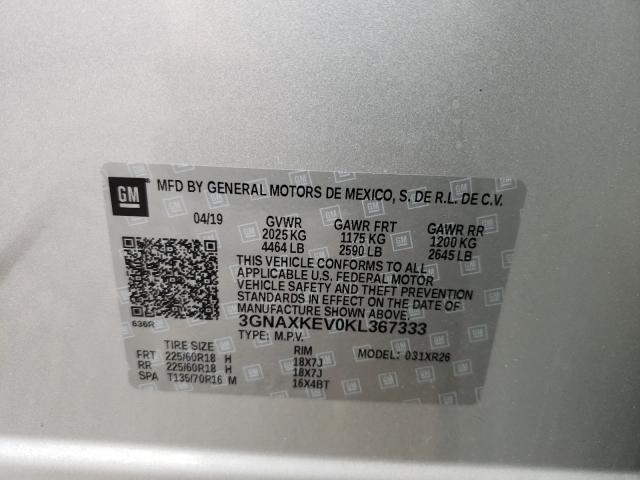 GM
MFD BY GENERAL MOTORS DE MEXICO, S. DE R.L. DE C.V.
04/19 GVWR GAWR FRT GAWR RR
2025 KG 1175 KG 1200 KG
4464 LB 2590 LB 2645 LB
THIS VEHICLE CONFORMS TO ALL
APPLICABLE U.S. FEDERAL MOTOR
VEHICLE SAFETY AND THEFT PREVENTION
STANDARDS IN EFFECT ON THE DATE OF
MANUFACTURE SHOWN ABOVE.
636R 3GNAXKEV0KL367333
TYPE: M.P.V.
TIRE SIZE RIM MODEL: 031XR26
FRT 225/60R18 H 18X7J
RR 225/60R18 H 18X7J
SPA T135/70R16 M 16X4BT